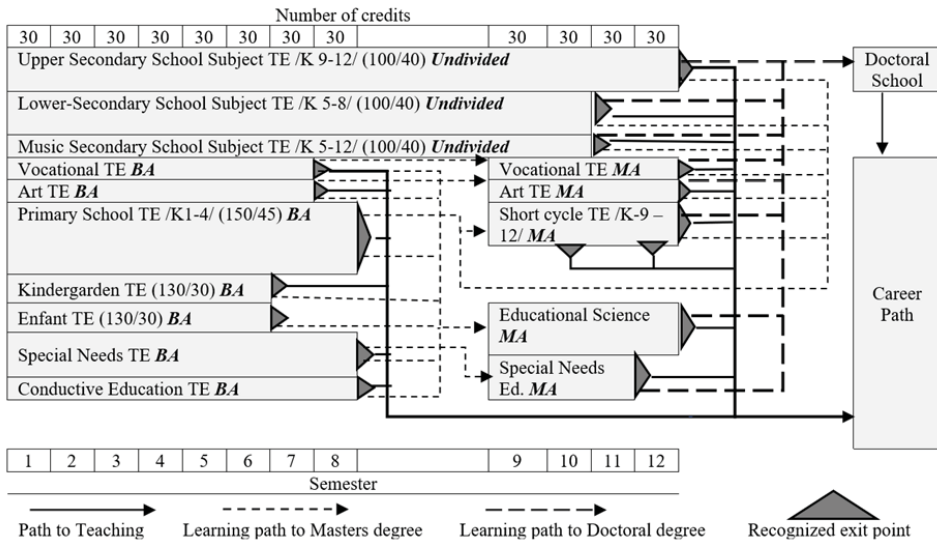 Number of credits
30 30 30 30 30 30 30 30 30 30 30 30
Upper Secondary School Subject TE /K 9-12/ (100/40) Undivided
Doctoral
School
Lower-Secondary School Subject TE /K 5-8/ (100/40) Undivided
Music Secondary School Subject TE /K 5-12/ (100/40) Undivided
Vocational TE BA
Vocational TE MA
Art TE BA
Art TE MA
Primary School TE /K1-4/ (150/45) BA
Short cycle TE /K-9 –
12/ MA
Kindergarden TE (130/30) BA
Career
Path
Enfant TE (130/30) BA
Educational Science
MA
Special Needs TE BA
Special Needs
Ed. MA
Conductive Education TE BA
1 2 3 4 5 6 7 8 9 10 11 12
Semester
Path to Teaching
Learning path to Masters degree
Learning path to Doctoral degree
Recognized exit point